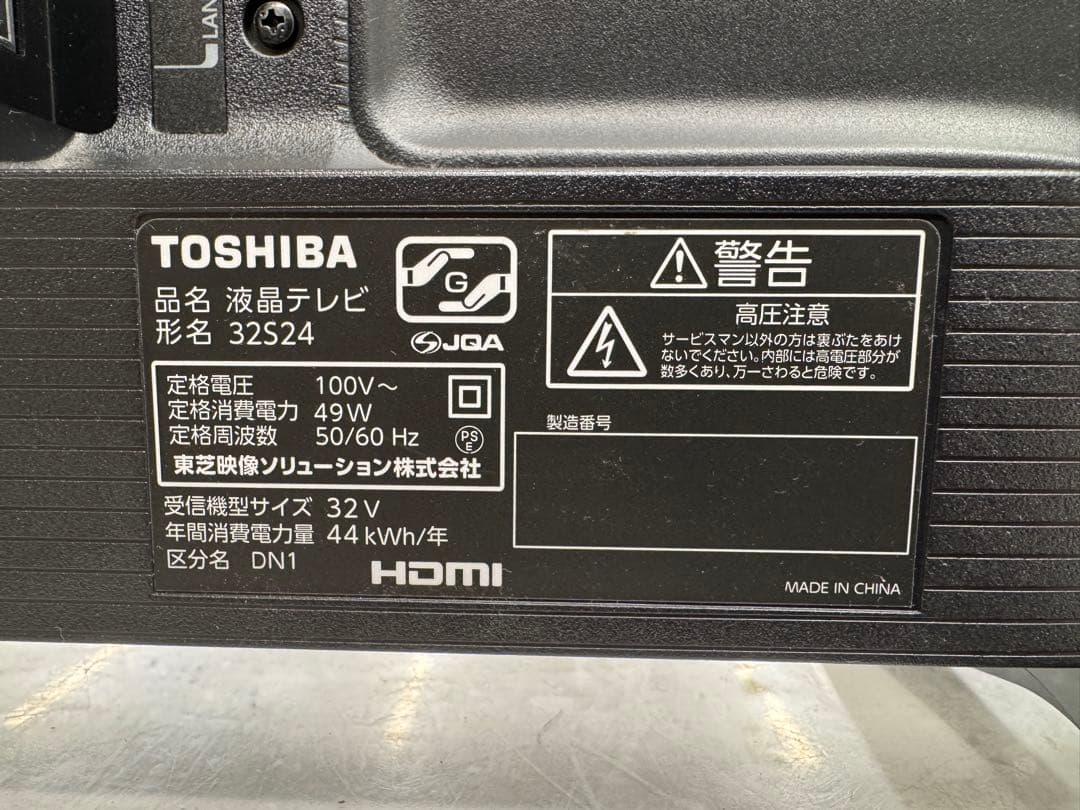 LAN
TOSHIBA
品名 液晶テレビ
形名 32S24
G
JQA
定格電圧 100V～
定格消費電力 49W
定格周波数 50/60 Hz
PS
E
東芝映像ソリューション株式会社
受信機型サイズ 32V
年間消費電力量 44kWh/年
区分名 DN1
HDMI
警告
高圧注意
サービスマン以外の方は裏ぶたをあけ
ないでください。内部には高電圧部分が
数多くあり、万一さわると危険です。
製造番号
MADE IN CHINA